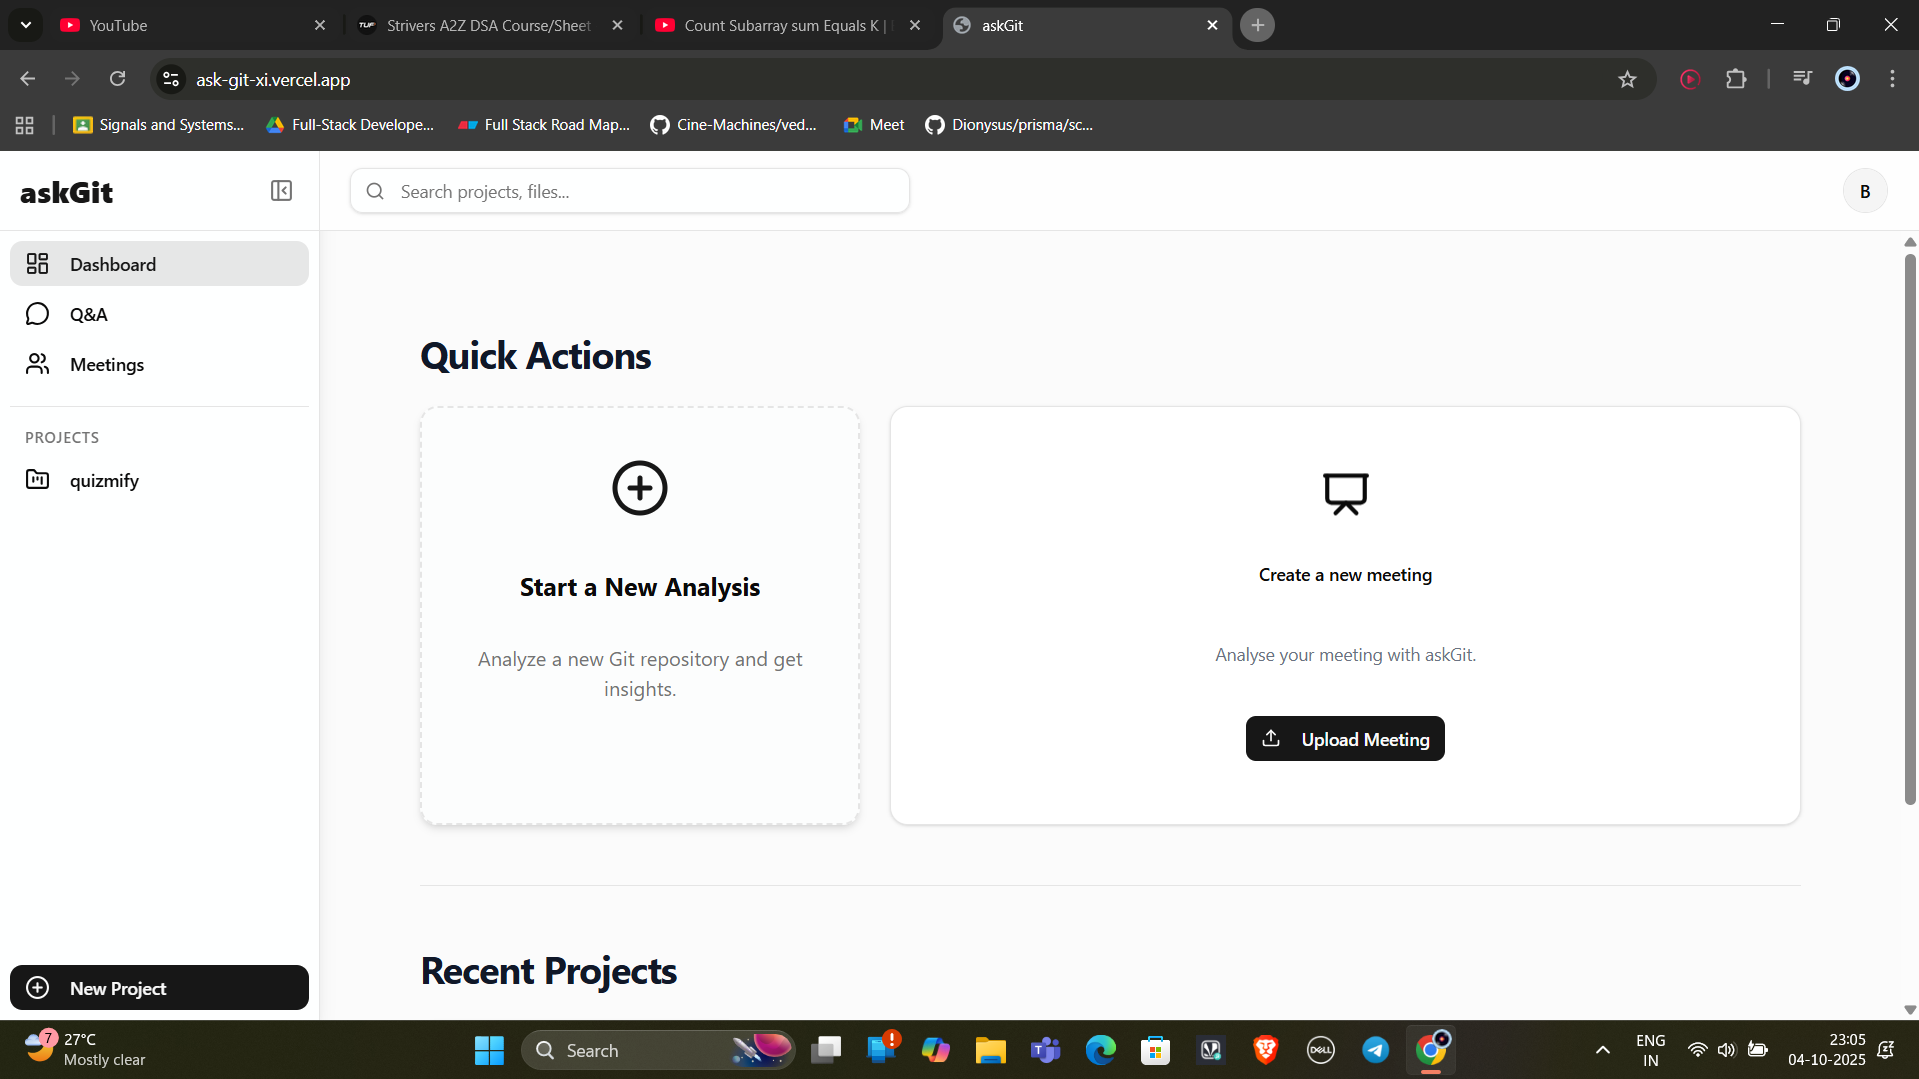 YouTube
Strivers A2Z DSA Course/Sheet
Count Subarray sum Equals K |
askGit
ask-git-xi.vercel.app
Signals and Systems...
Full-Stack Develope...
Full Stack Road Map...
Cine-Machines/ved...
Meet
Dionysus/prisma/sc...
askGit
Search projects, files...
B
Dashboard
Q&A
Meetings
PROJECTS
quizmify
New Project
Quick Actions
Start a New Analysis
Analyze a new Git repository and get
insights.
Create a new meeting
Analyse your meeting with askGit.
Upload Meeting
Recent Projects
7
27°C
Mostly clear
Search
DELL
ENG
IN
23:05
04-10-2025